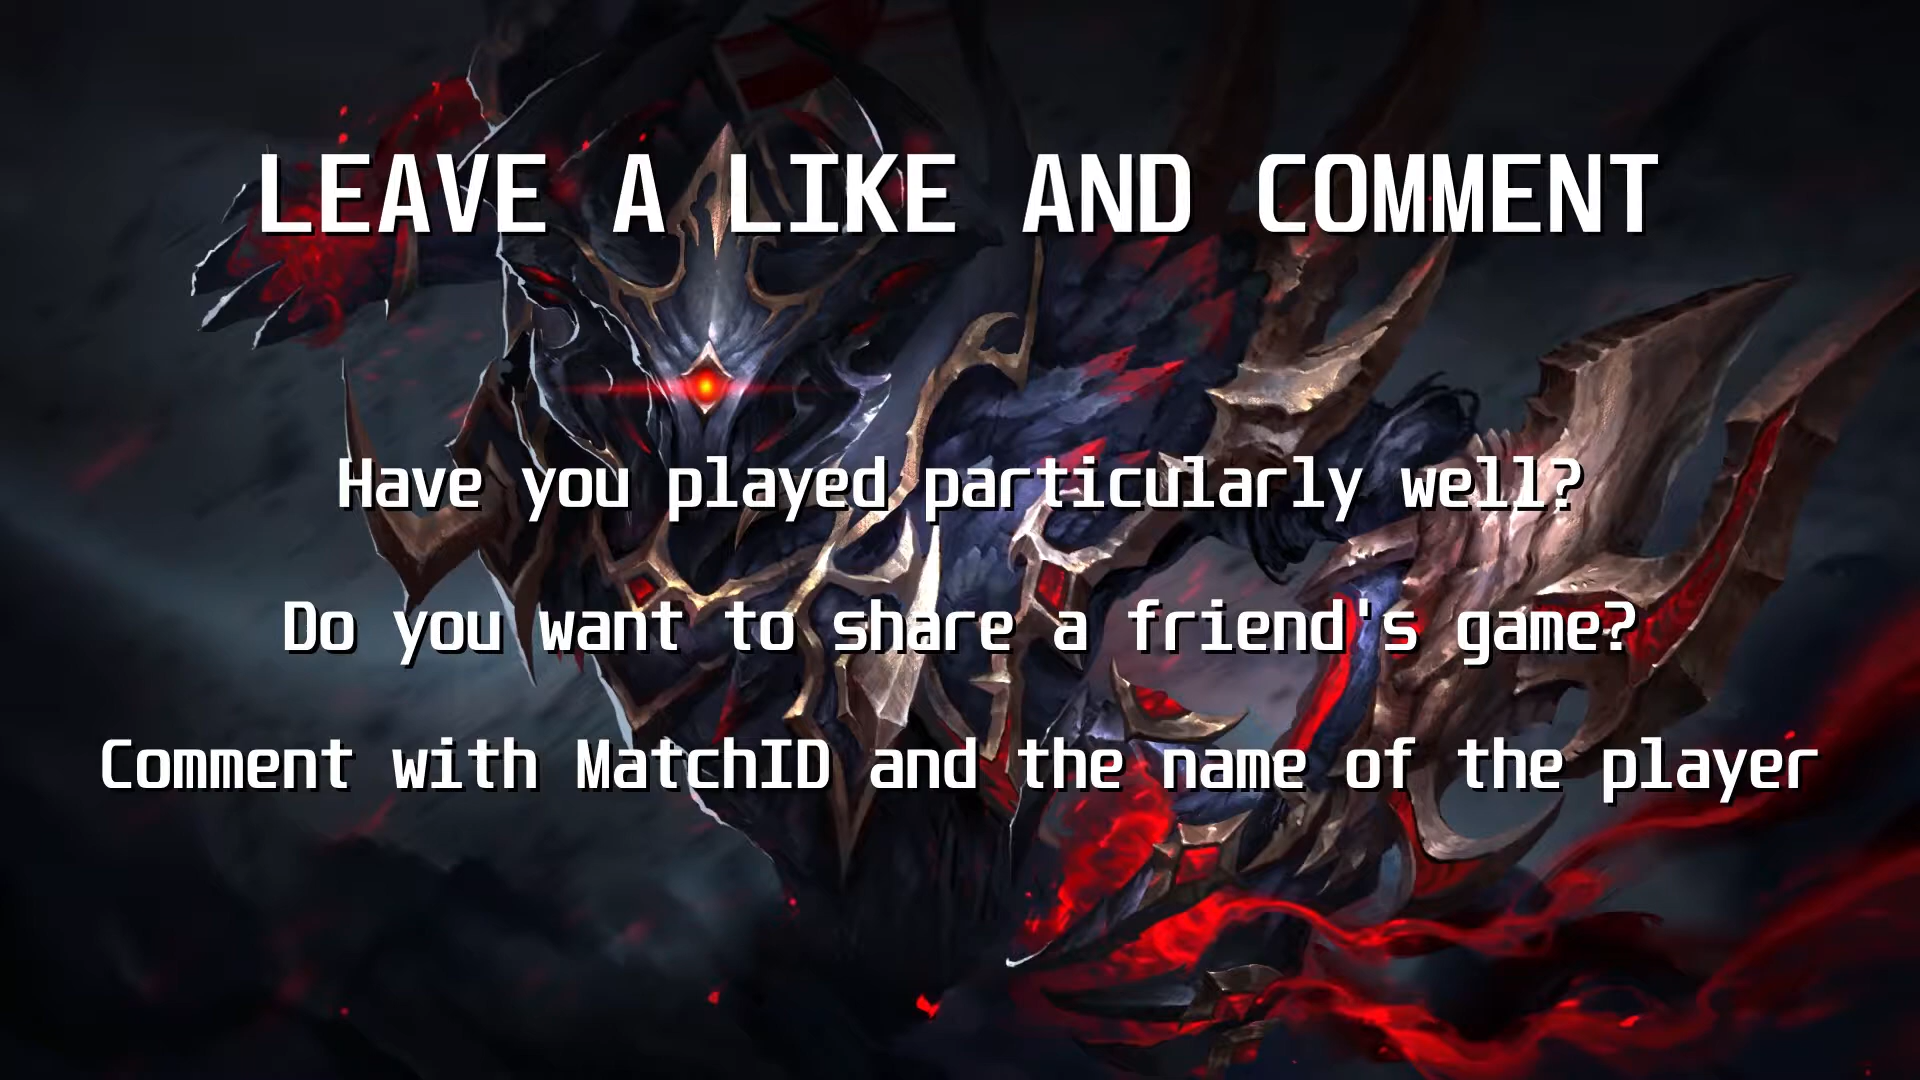 LEAVE A LIKE AND COMMENT
Have you played particularly well?
Do you want to share a friend's game?
Comment with MatchID and the name of the player